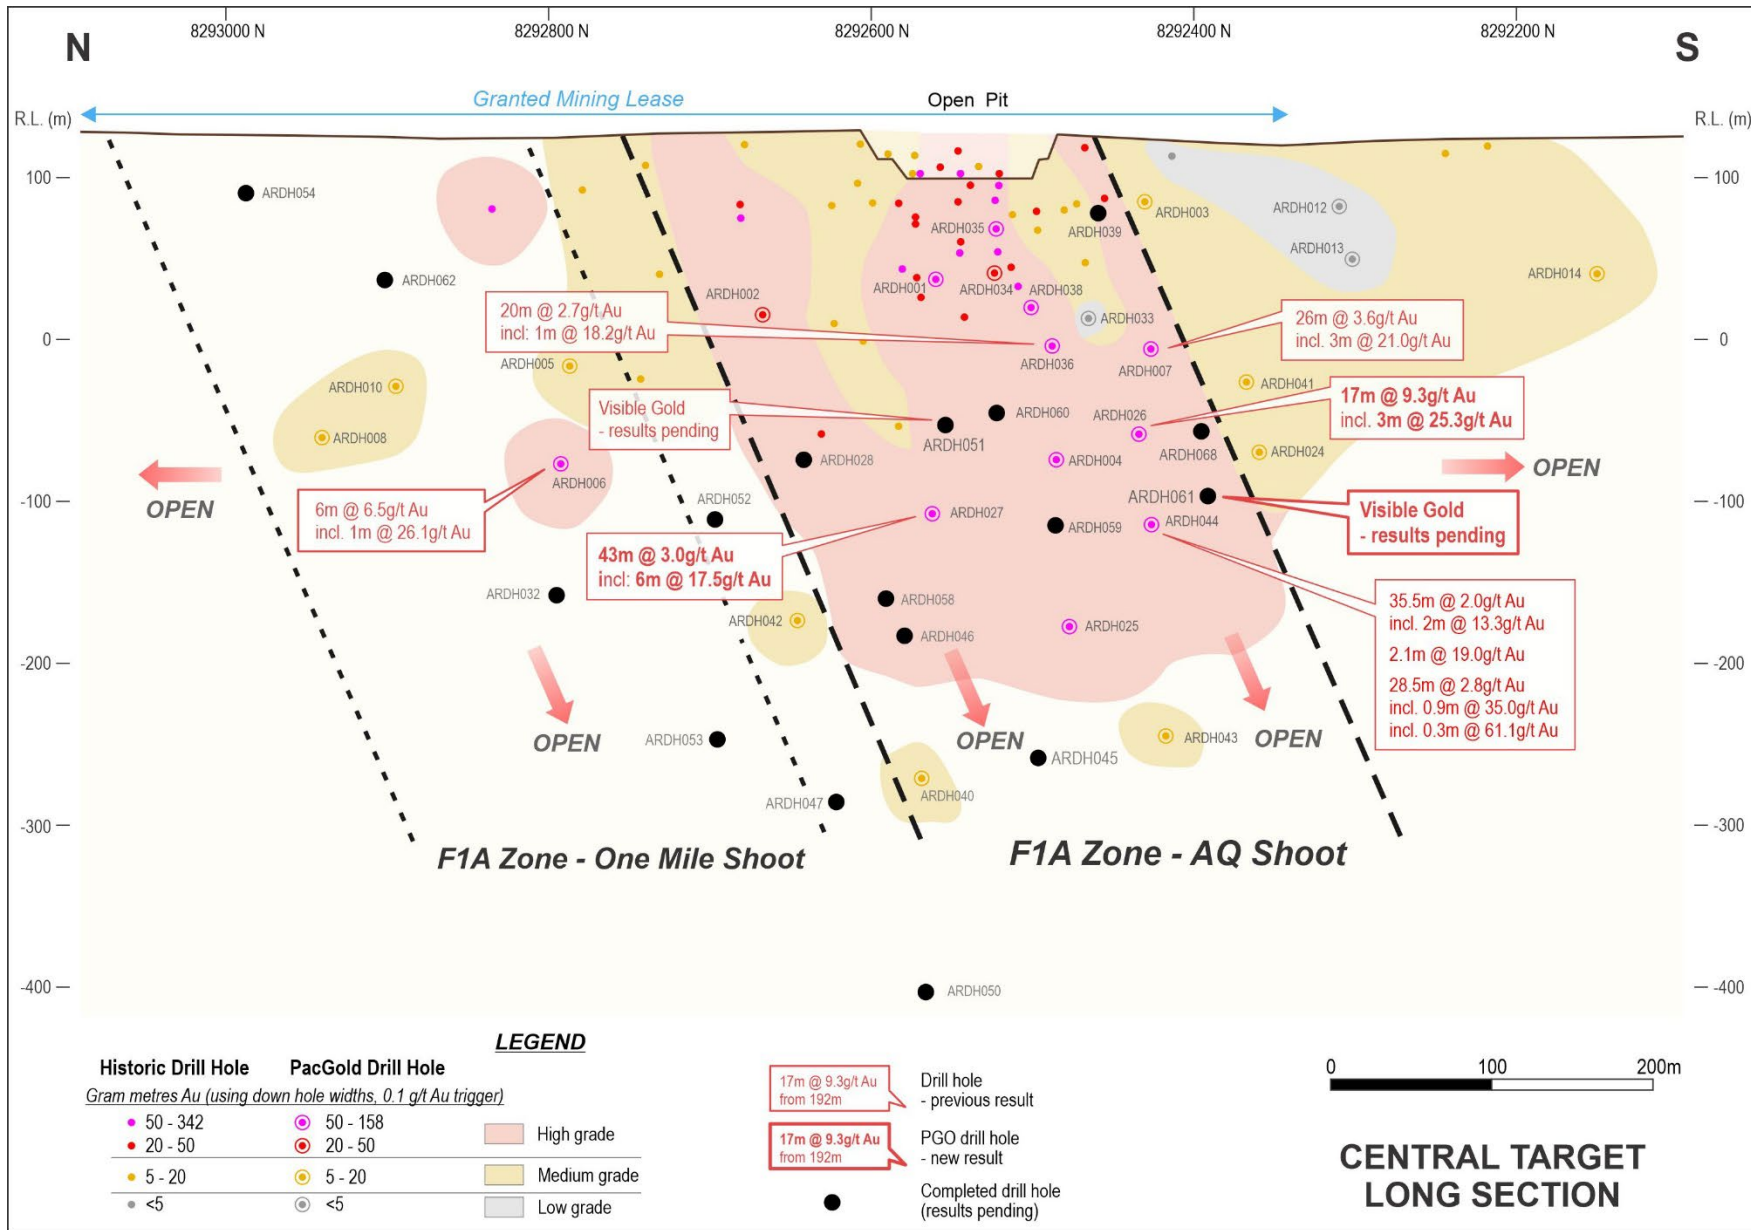 8293000 N
8292800 N
8292600 N
8292400 N
8292200 N
N
S
Granted Mining Lease
Open Pit
R.L. (m)
R.L. (m)
100
100
0
0
-100
-100
-200
-200
-300
-300
-400
-400
ARDH054
ARDH062
ARDH002
ARDH035
ARDH039
ARDH003
ARDH012
ARDH013
ARDH014
ARDH001
ARDH034
ARDH038
ARDH033
20m @ 2.7g/t Au
incl: 1m @ 18.2g/t Au
ARDH036
ARDH007
26m @ 3.6g/t Au
incl. 3m @ 21.0g/t Au
ARDH005
ARDH010
ARDH008
Visible Gold
- results pending
ARDH051
ARDH060
ARDH026
ARDH041
17m @ 9.3g/t Au
incl. 3m @ 25.3g/t Au
ARDH068
ARDH024
ARDH028
ARDH004
ARDH006
OPEN
OPEN
6m @ 6.5g/t Au
incl. 1m @ 26.1g/t Au
ARDH052
ARDH027
ARDH061
ARDH059
ARDH044
Visible Gold
- results pending
43m @ 3.0g/t Au
incl: 6m @ 17.5g/t Au
ARDH032
ARDH058
ARDH042
ARDH046
ARDH025
35.5m @ 2.0g/t Au
incl. 2m @ 13.3g/t Au
2.1m @ 19.0g/t Au
28.5m @ 2.8g/t Au
incl. 0.9m @ 35.0g/t Au
incl. 0.3m @ 61.1g/t Au
OPEN
ARDH053
OPEN
ARDH045
ARDH043
OPEN
ARDH047
ARDH040
F1A Zone - One Mile Shoot
F1A Zone - AQ Shoot
ARDH050
LEGEND
Historic Drill Hole
PacGold Drill Hole
Gram metres Au (using down hole widths, 0.1 g/t Au trigger)
50 - 342
50 - 158
20 - 50
20 - 50
5 - 20
5 - 20
<5
<5
High grade
Medium grade
Low grade
17m @ 9.3g/t Au
from 192m
Drill hole
- previous result
17m @ 9.3g/t Au
from 192m
PGO drill hole
- new result
Completed drill hole
(results pending)
0
100
200m
CENTRAL TARGET
LONG SECTION